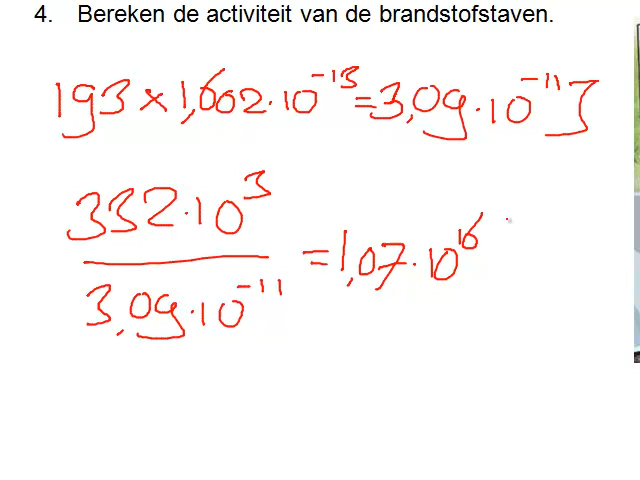 4. Bereken de activiteit van de brandstofstaven.
193 × 1,602·10⁻¹³ = 3,09·10⁻¹¹ J
332·10³
= 1,07·10¹⁶
3,09·10⁻¹¹